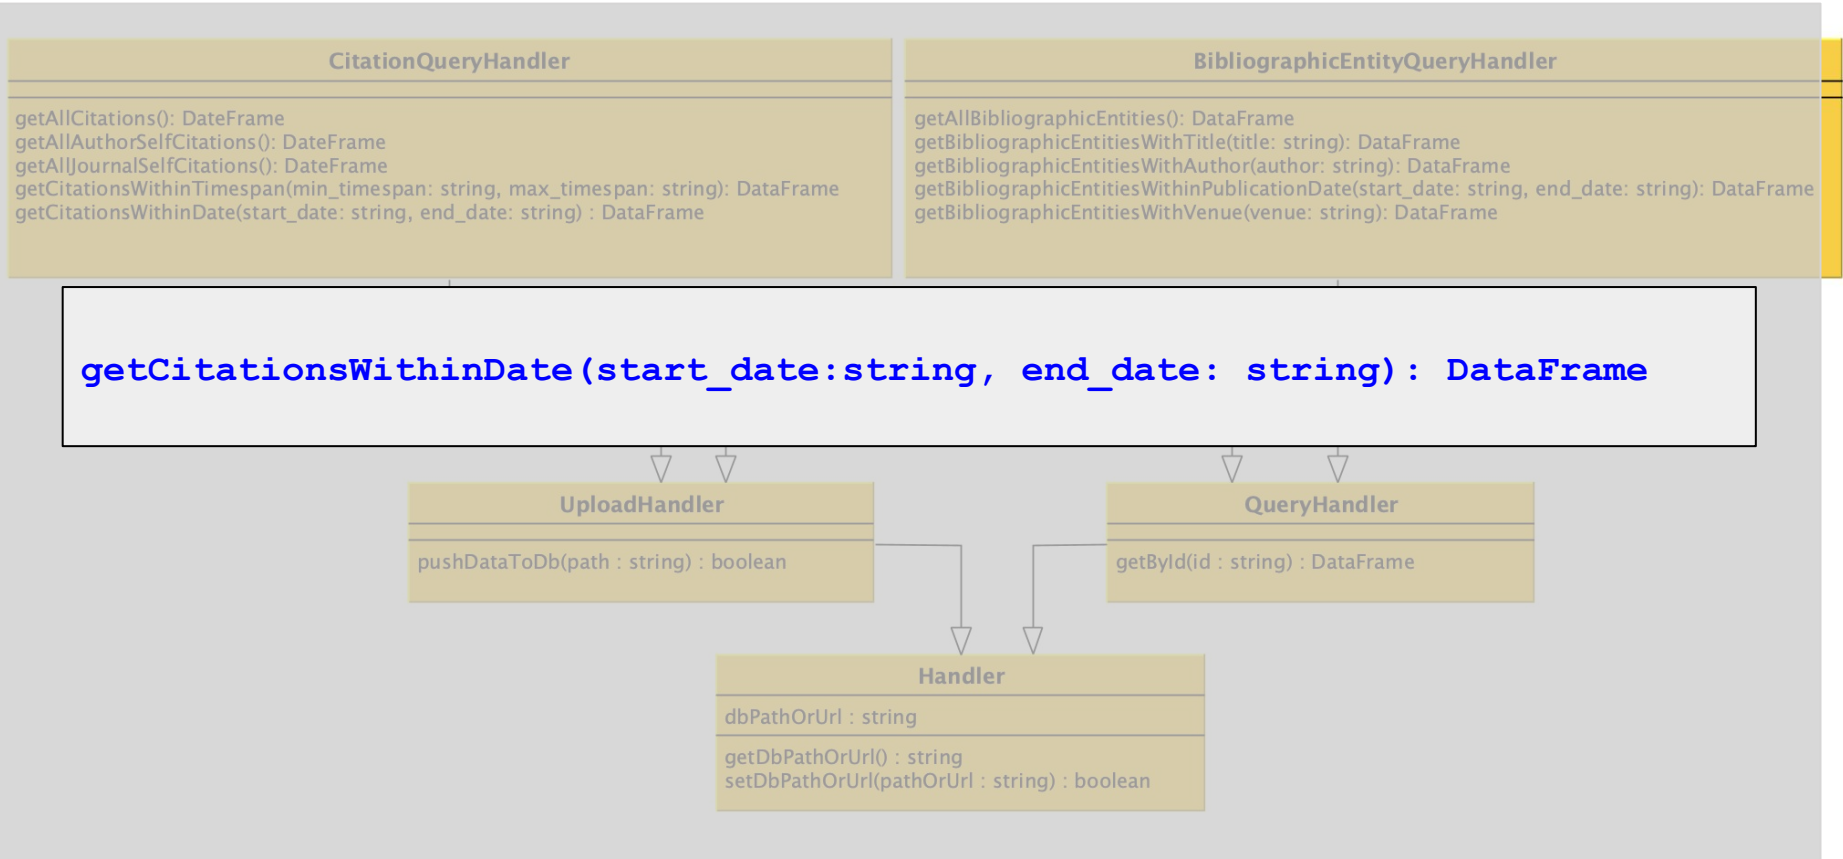 CitationQueryHandler
getAllCitations(): DateFrame
getAllAuthorSelfCitations(): DateFrame
getAllJournalSelfCitations(): DateFrame
getCitationsWithinTimespan(min_timespan: string, max_timespan: string): DataFrame
getCitationsWithinDate(start_date: string, end_date: string) : DataFrame
BibliographicEntityQueryHandler
getAllBibliographicEntities(): DataFrame
getBibliographicEntitiesWithTitle(title: string): DataFrame
getBibliographicEntitiesWithAuthor(author: string): DataFrame
getBibliographicEntitiesWithinPublicationDate(start_date: string, end_date: string): DataFrame
getBibliographicEntitiesWithVenue(venue: string): DataFrame
getCitationsWithinDate(start_date:string, end_date: string): DataFrame
UploadHandler
pushDataToDb(path : string) : boolean
QueryHandler
getById(id : string) : DataFrame
Handler
dbPathOrUrl : string
getDbPathOrUrl() : string
setDbPathOrUrl(pathOrUrl : string) : boolean